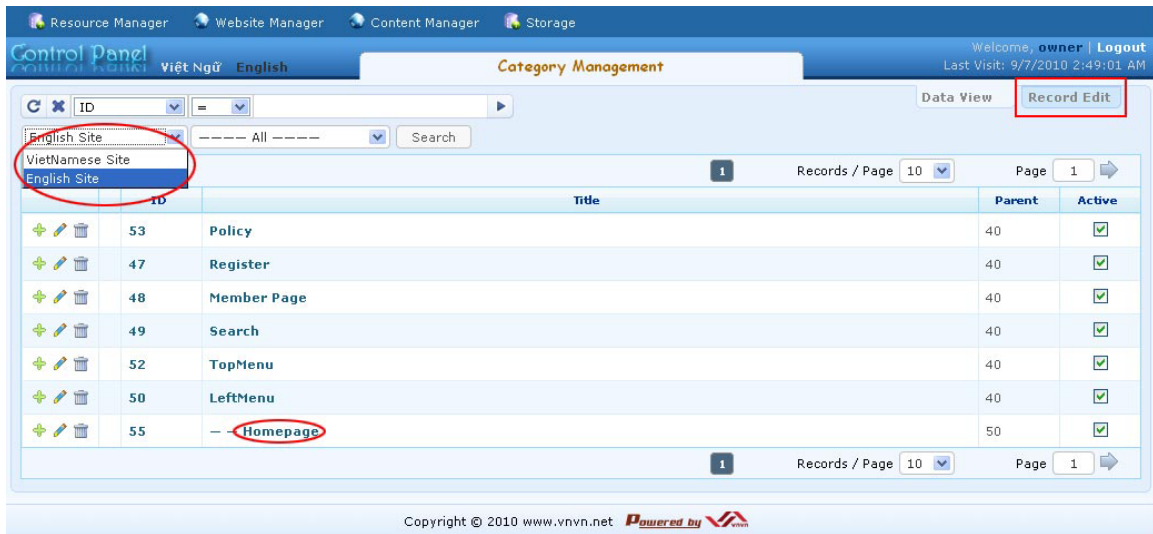 Resource Manager Website Manager Content Manager Storage
Control Panel Việt Ngữ English Category Management Welcome, owner | Logout
Last Visit: 9/7/2010 2:49:01 AM
ID = Data View Record Edit
English Site ---- All ---- Search
VietNamese Site
English Site
1 Records / Page 10 Page 1
ID Title Parent Active
53 Policy 40
47 Register 40
48 Member Page 40
49 Search 40
52 TopMenu 40
50 LeftMenu 40
55 – – Homepage 50
1 Records / Page 10 Page 1
Copyright © 2010 www.vnvn.net Powered by vnvn